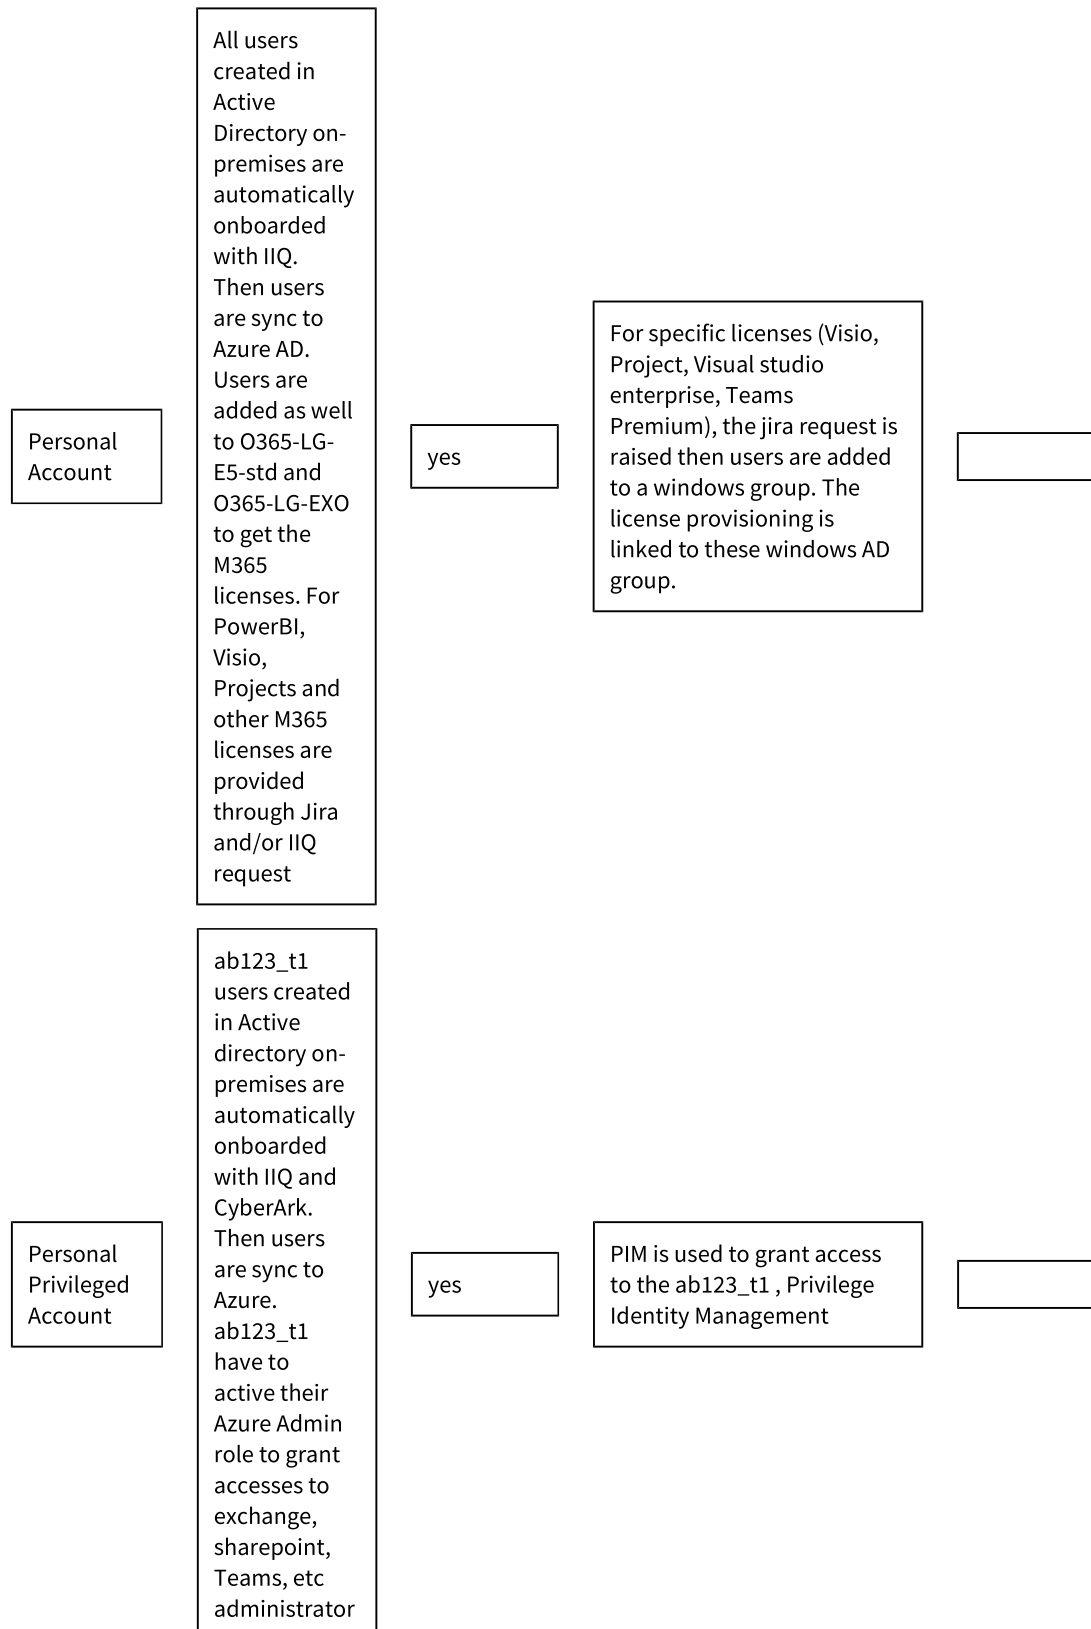 Personal
Account
All users
created in
Active
Directory on-
premises are
automatically
onboarded
with IIQ.
Then users
are sync to
Azure AD.
Users are
added as well
to O365-LG-
E5-std and
O365-LG-EXO
to get the
M365
licenses. For
PowerBI,
Visio,
Projects and
other M365
licenses are
provided
through Jira
and/or IIQ
request
yes
For specific licenses (Visio,
Project, Visual studio
enterprise, Teams
Premium), the jira request is
raised then users are added
to a windows group. The
license provisioning is
linked to these windows AD
group.
Personal
Privileged
Account
ab123_t1
users created
in Active
directory on-
premises are
automatically
onboarded
with IIQ and
CyberArk.
Then users
are sync to
Azure.
ab123_t1
have to
active their
Azure Admin
role to grant
accesses to
exchange,
sharepoint,
Teams, etc
administrator
yes
PIM is used to grant access
to the ab123_t1 , Privilege
Identity Management